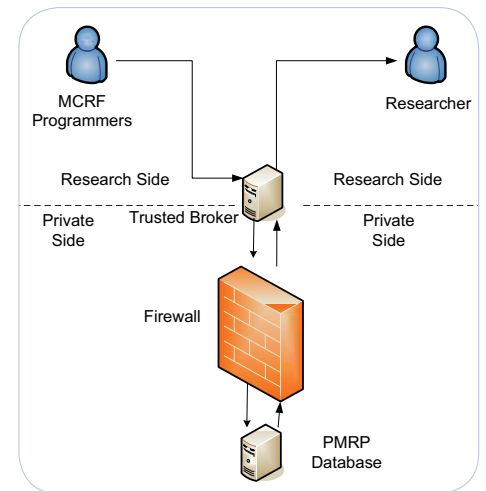 MCRF
Programmers
Researcher
Research Side
Research Side
Trusted Broker
Private
Side
Private
Side
Firewall
PMRP
Database